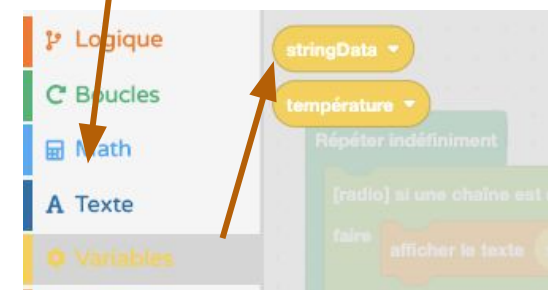 Logique
Boucles
Math
Texte
Variables
stringData
température
Répéter indéfiniment
[radio] si une chaîne est
faire
afficher le texte